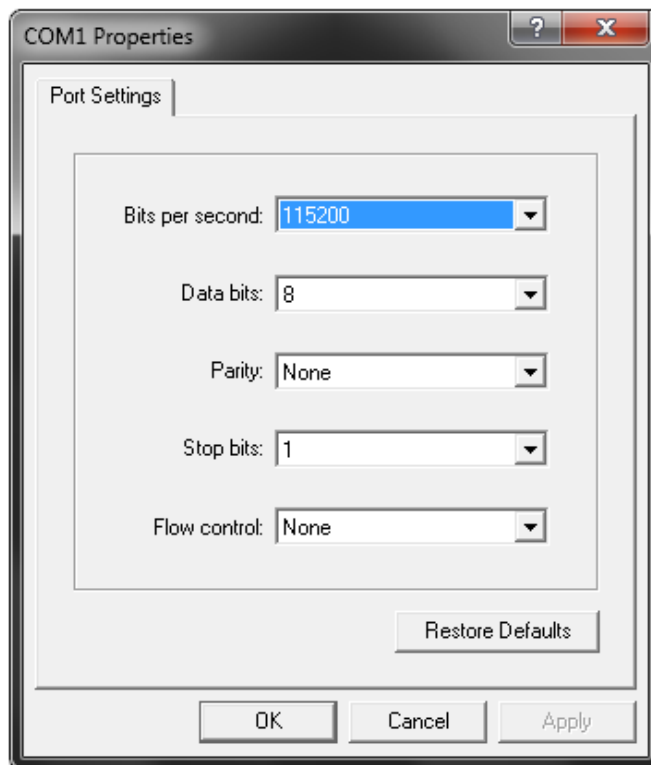 COM1 Properties
?
X
Port Settings
Bits per second: 115200
Data bits: 8
Parity: None
Stop bits: 1
Flow control: None
Restore Defaults
OK Cancel Apply